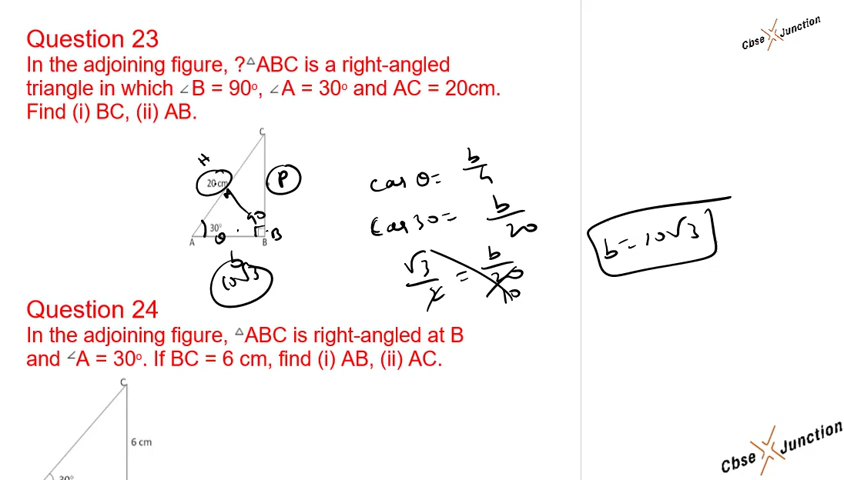 Question 23
In the adjoining figure, ?△ABC is a right-angled
triangle in which ∠B = 90°, ∠A = 30° and AC = 20cm.
Find (i) BC, (ii) AB.
C
H
20 cm
P
90
30°
θ
A
B
B
b
10√3
cos θ = b/h
cos 30 = b/20
√3/2 = b/20
10
b = 10√3
Question 24
In the adjoining figure, △ABC is right-angled at B
and ∠A = 30°. If BC = 6 cm, find (i) AB, (ii) AC.
C
6 cm
30°
Cbse Junction
Cbse Junction